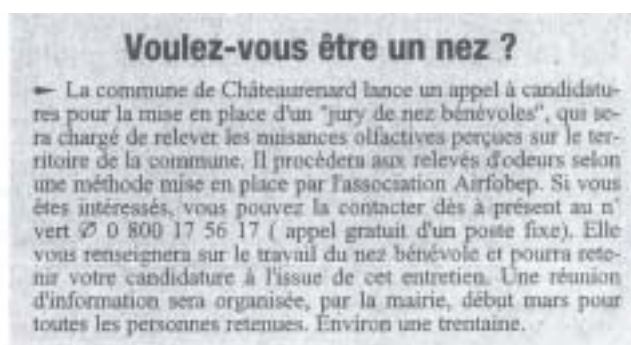 Voulez-vous être un nez ?
► La commune de Châteaurenard lance un appel à candidatu-
res pour la mise en place d'un "jury de nez bénévoles", qui se-
ra chargé de relever les nuisances olfactives perçues sur le ter-
ritoire de la commune. Il procèdera aux relevés d'odeurs selon
une méthode mise en place par l'association Airfobep. Si vous
êtes intéressés, vous pouvez la contacter dès à présent au n°
vert ✆ 0 800 17 56 17 ( appel gratuit d'un poste fixe). Elle
vous renseignera sur le travail du nez bénévole et pourra rete-
nir votre candidature à l'issue de cet entretien. Une réunion
d'information sera organisée, par la mairie, début mars pour
toutes les personnes retenues. Environ une trentaine.